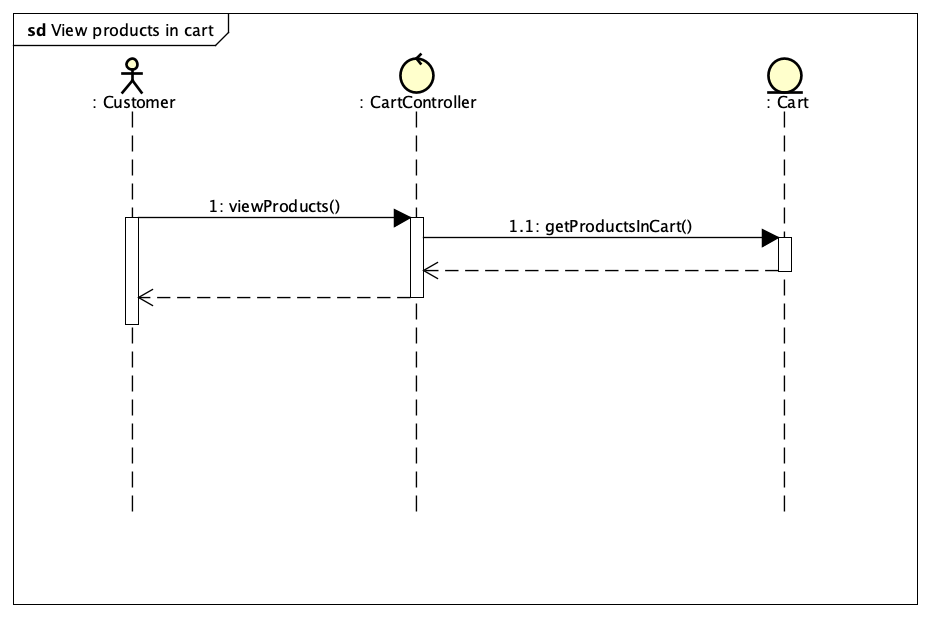 sd View products in cart
: Customer
: CartController
: Cart
1: viewProducts()
1.1: getProductsInCart()